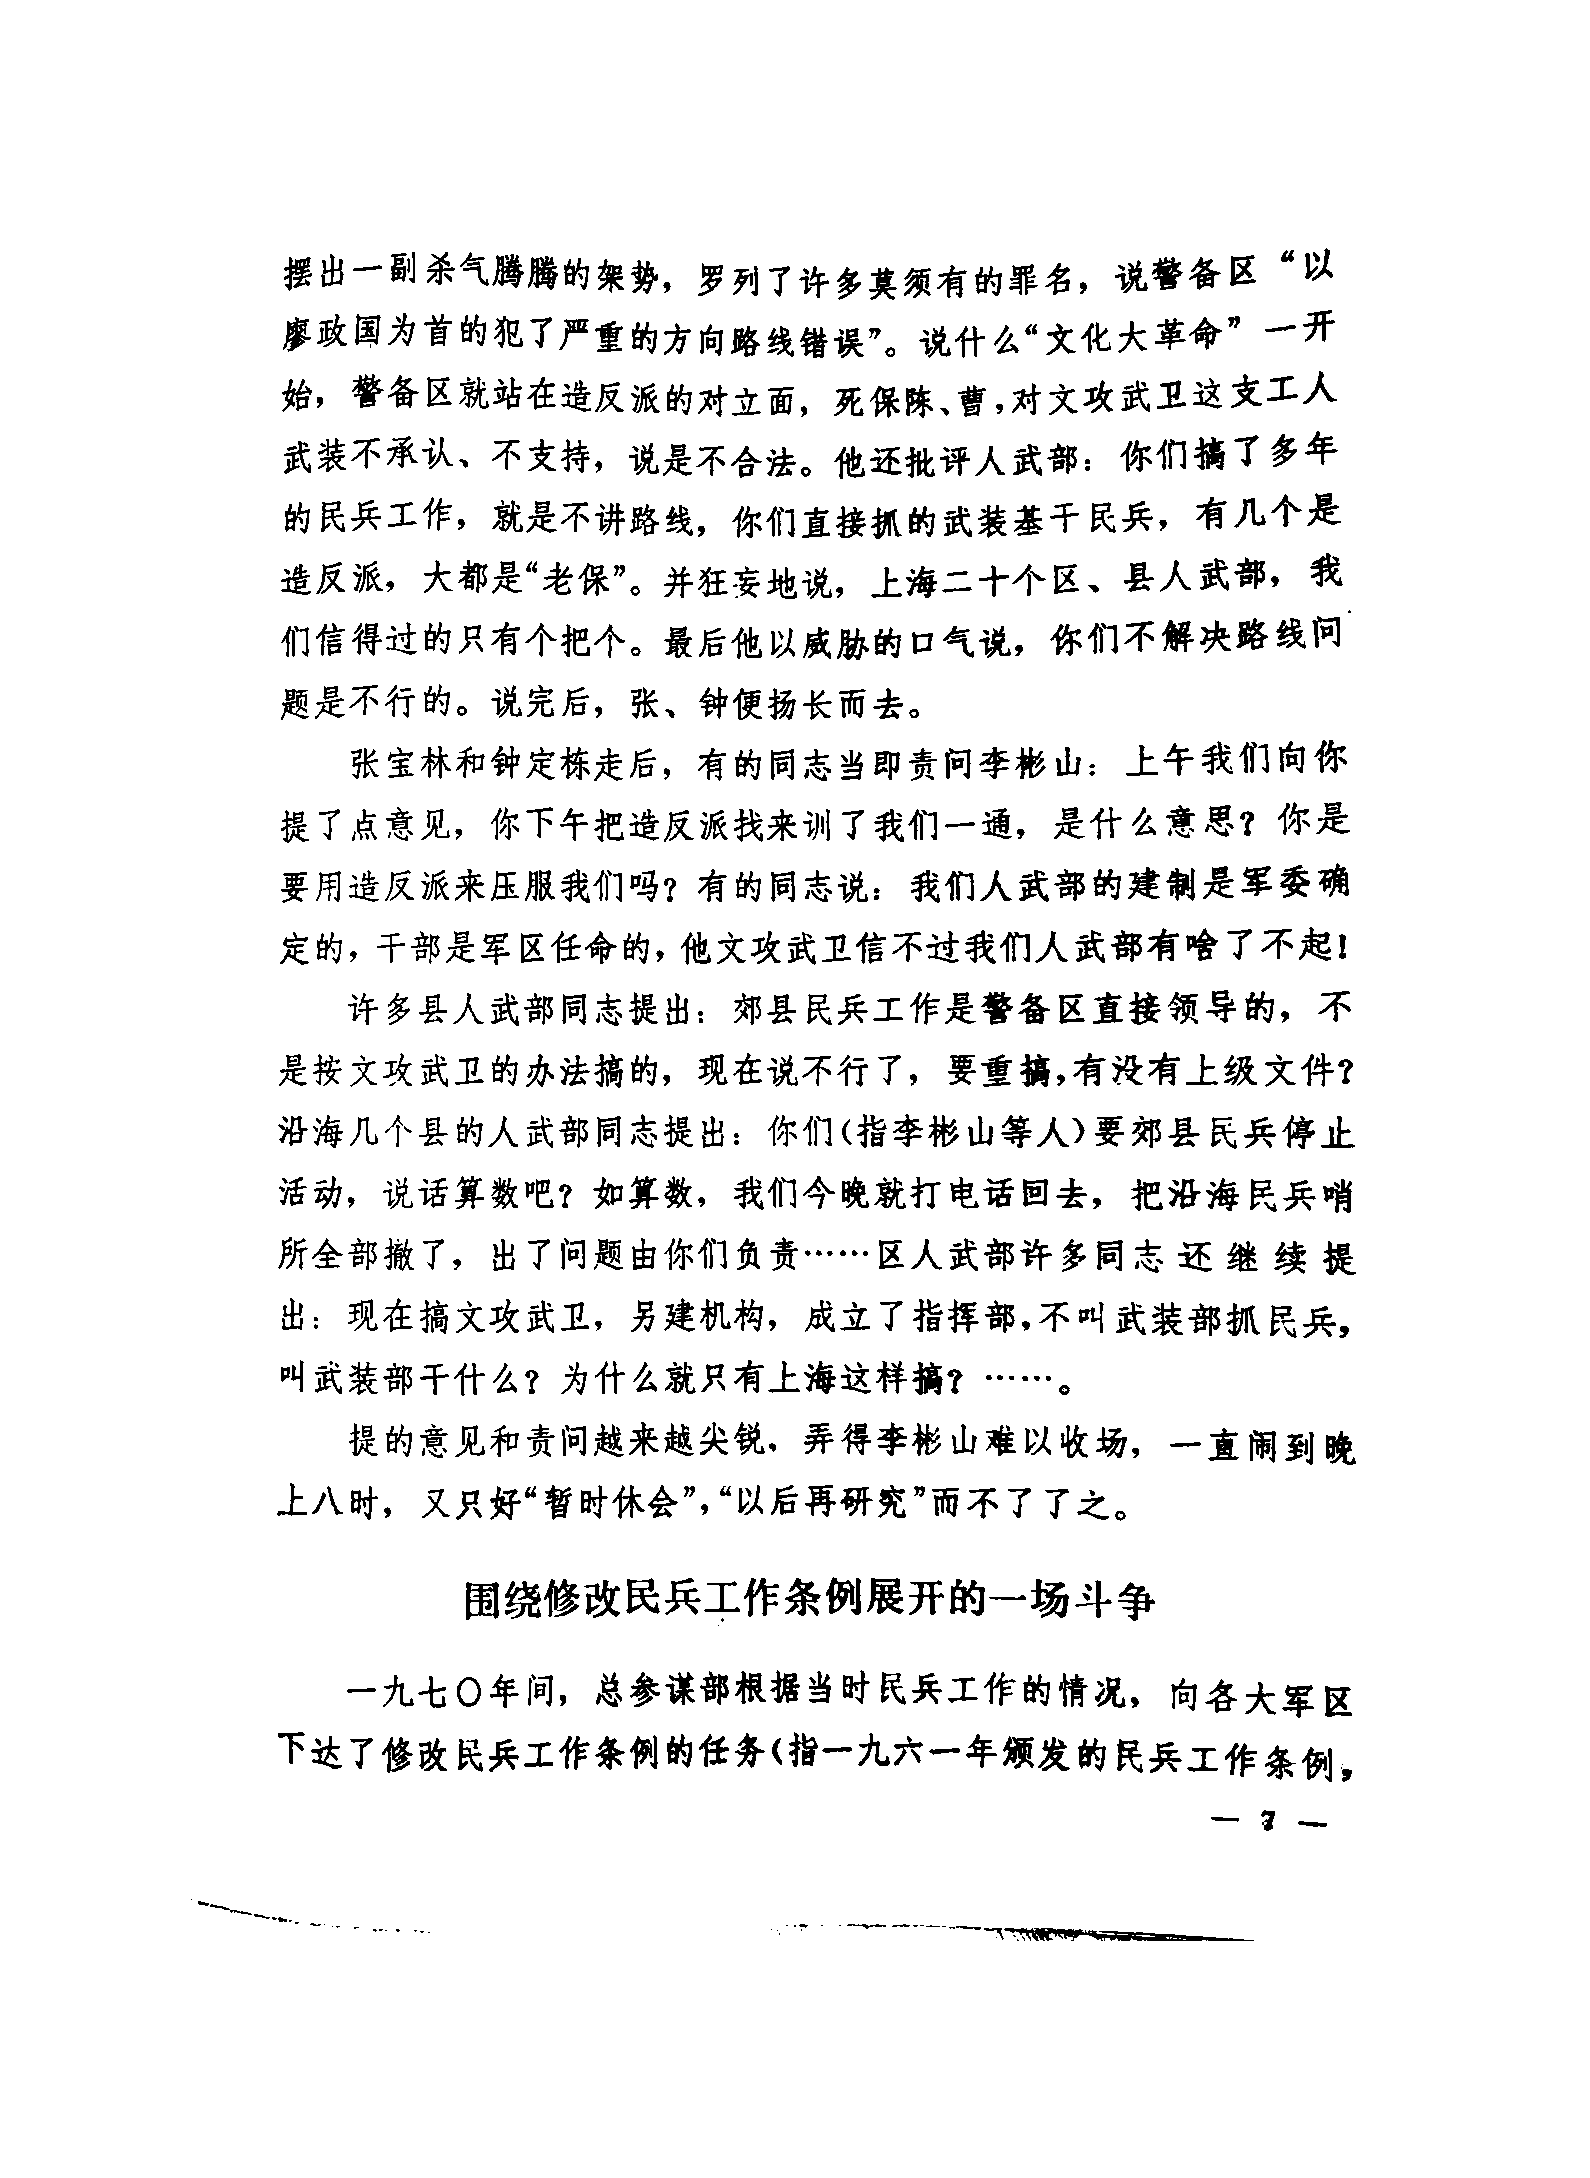 摆出一副杀气腾腾的架势，罗列了许多莫须有的罪名，说警备区“以
廖政国为首的犯了严重的方向路线错误”。说什么“文化大革命”一开
始，警备区就站在造反派的对立面，死保陈、曹，对文攻武卫这支工人
武装不承认、不支持，说是不合法。他还批评人武部：你们搞了多年
的民兵工作，就是不讲路线，你们直接抓的武装基干民兵，有几个是
造反派，大都是“老保”。并狂妄地说，上海二十个区、县人武部，我
们信得过的只有个把个。最后他以威胁的口气说，你们不解决路线问
题是不行的。说完后，张、钟便扬长而去。
张宝林和钟定栋走后，有的同志当即责问李彬山：上午我们向你
提了点意见，你下午把造反派找来训了我们一通，是什么意思？你是
要用造反派来压服我们吗？有的同志说：我们人武部的建制是军委确
定的，干部是军区任命的，他文攻武卫信不过我们人武部有啥了不起！
许多县人武部同志提出：郊县民兵工作是警备区直接领导的，不
是按文攻武卫的办法搞的，现在说不行了，要重搞，有没有上级文件？
沿海几个县的人武部同志提出：你们（指李彬山等人）要郊县民兵停止
活动，说话算数吧？如算数，我们今晚就打电话回去，把沿海民兵哨
所全部撤了，出了问题由你们负责……区人武部许多同志还继续提
出：现在搞文攻武卫，另建机构，成立了指挥部，不叫武装部抓民兵，
叫武装部干什么？为什么就只有上海这样搞？……。
提的意见和责问越来越尖锐，弄得李彬山难以收场，一直闹到晚
上八时，又只好“暂时休会”，“以后再研究”而不了了之。
围绕修改民兵工作条例展开的一场斗争
一九七〇年间，总参谋部根据当时民兵工作的情况，向各大军区
下达了修改民兵工作条例的任务（指一九六一年颁发的民兵工作条例，
— 7 —